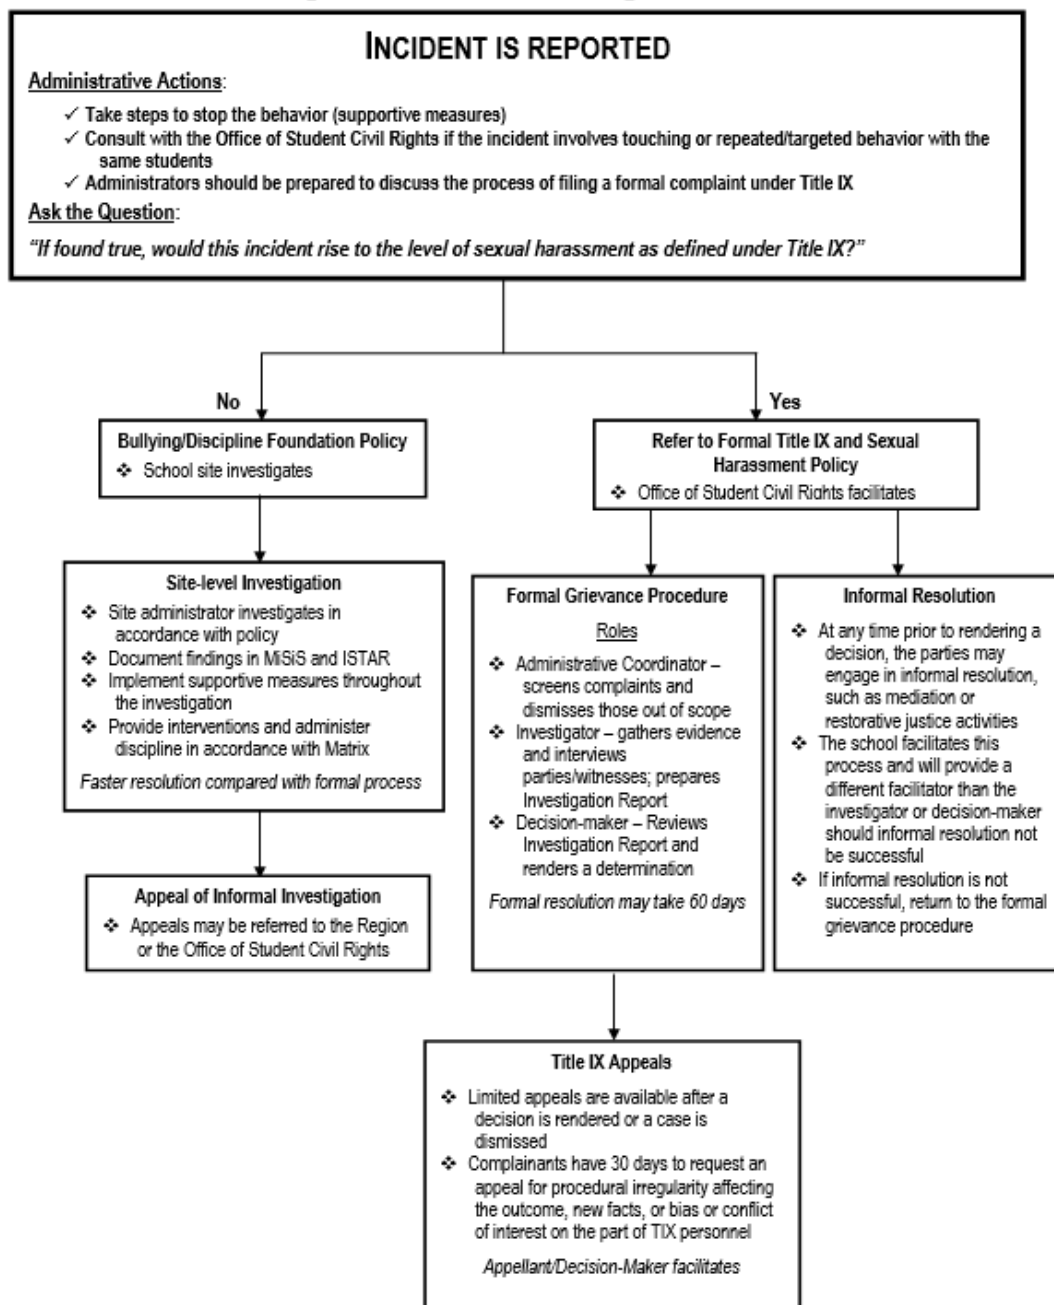 INCIDENT IS REPORTED
Administrative Actions:
✓ Take steps to stop the behavior (supportive measures)
✓ Consult with the Office of Student Civil Rights if the incident involves touching or repeated/targeted behavior with the
same students
✓ Administrators should be prepared to discuss the process of filing a formal complaint under Title IX
Ask the Question:
"If found true, would this incident rise to the level of sexual harassment as defined under Title IX?"
No
Yes
Bullying/Discipline Foundation Policy
❖ School site investigates
Refer to Formal Title IX and Sexual
Harassment Policy
❖ Office of Student Civil Rights facilitates
Site-level Investigation
❖ Site administrator investigates in
accordance with policy
❖ Document findings in MiSiS and ISTAR
❖ Implement supportive measures throughout
the investigation
❖ Provide interventions and administer
discipline in accordance with Matrix
Faster resolution compared with formal process
Formal Grievance Procedure
Roles
❖ Administrative Coordinator –
screens complaints and
dismisses those out of scope
❖ Investigator – gathers evidence
and interviews
parties/witnesses; prepares
Investigation Report
❖ Decision-maker – Reviews
Investigation Report and
renders a determination
Formal resolution may take 60 days
Informal Resolution
❖ At any time prior to rendering a
decision, the parties may
engage in informal resolution,
such as mediation or
restorative justice activities
❖ The school facilitates this
process and will provide a
different facilitator than the
investigator or decision-maker
should informal resolution not
be successful
❖ If informal resolution is not
successful, return to the formal
grievance procedure
Appeal of Informal Investigation
❖ Appeals may be referred to the Region
or the Office of Student Civil Rights
Title IX Appeals
❖ Limited appeals are available after a
decision is rendered or a case is
dismissed
❖ Complainants have 30 days to request an
appeal for procedural irregularity affecting
the outcome, new facts, or bias or conflict
of interest on the part of TIX personnel
Appellant/Decision-Maker facilitates